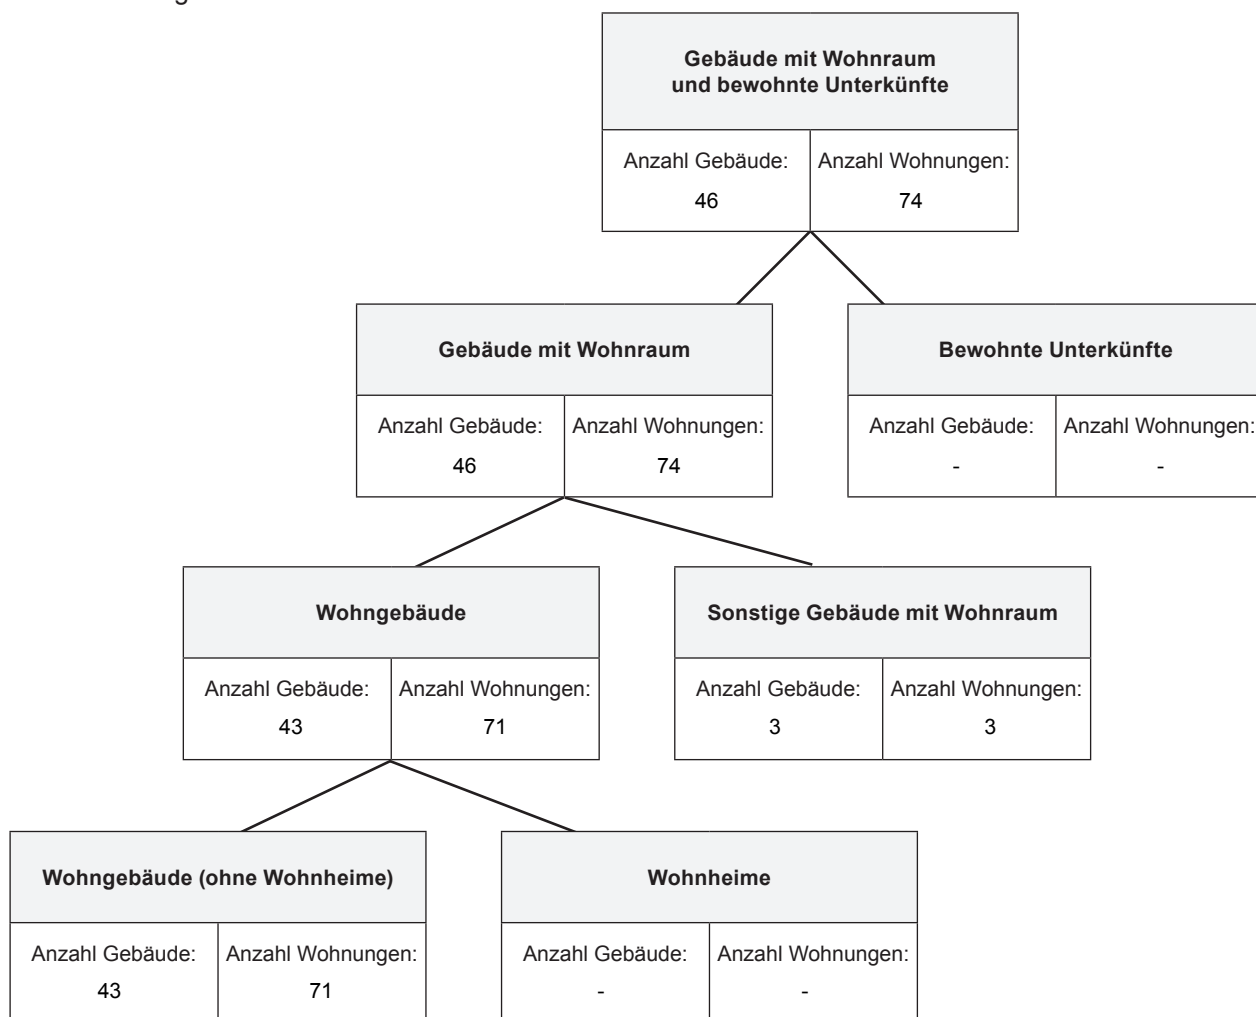 Gebäude mit Wohnraum
und bewohnte Unterkünfte
Anzahl Gebäude: Anzahl Wohnungen:
46 74
Gebäude mit Wohnraum
Anzahl Gebäude: Anzahl Wohnungen:
46 74
Bewohnte Unterkünfte
Anzahl Gebäude: Anzahl Wohnungen:
- -
Wohngebäude
Anzahl Gebäude: Anzahl Wohnungen:
43 71
Sonstige Gebäude mit Wohnraum
Anzahl Gebäude: Anzahl Wohnungen:
3 3
Wohngebäude (ohne Wohnheime)
Anzahl Gebäude: Anzahl Wohnungen:
43 71
Wohnheime
Anzahl Gebäude: Anzahl Wohnungen:
- -